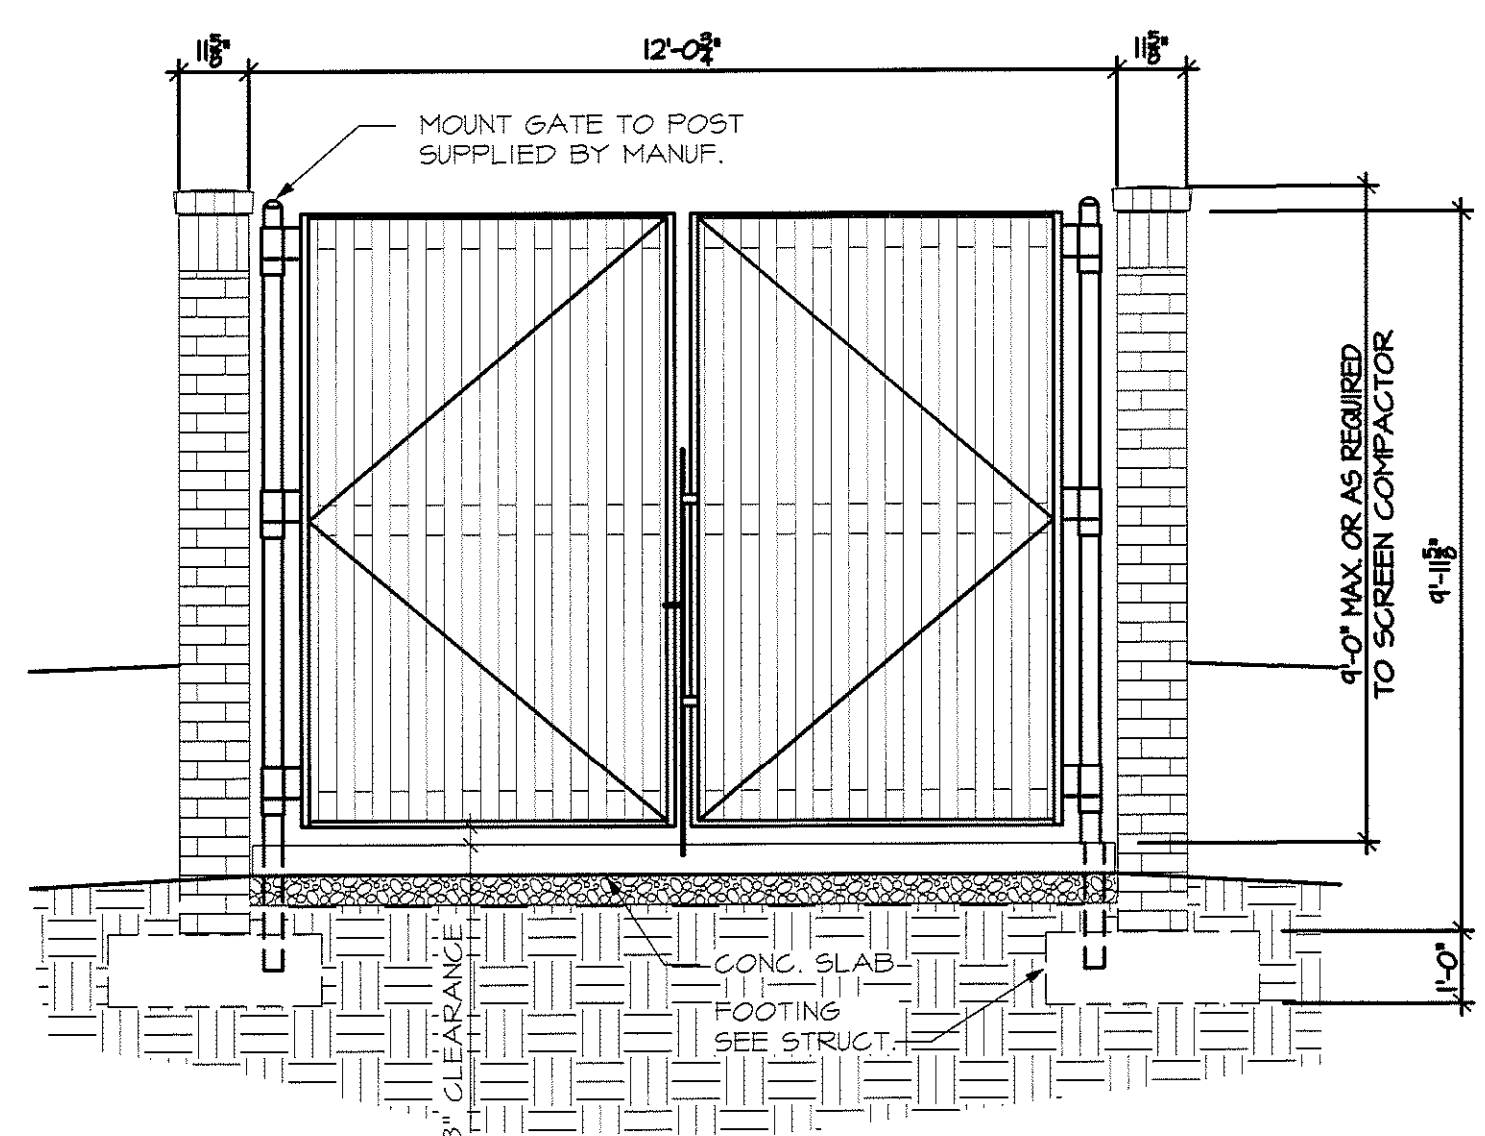 11⅝"
12'-0¾"
11⅝"
MOUNT GATE TO POST
SUPPLIED BY MANUF.
9'-0" MAX. OR AS REQUIRED
TO SCREEN COMPACTOR
9'-11⅝"
1'-0"
3" CLEARANCE
CONC. SLAB
FOOTING
SEE STRUCT.